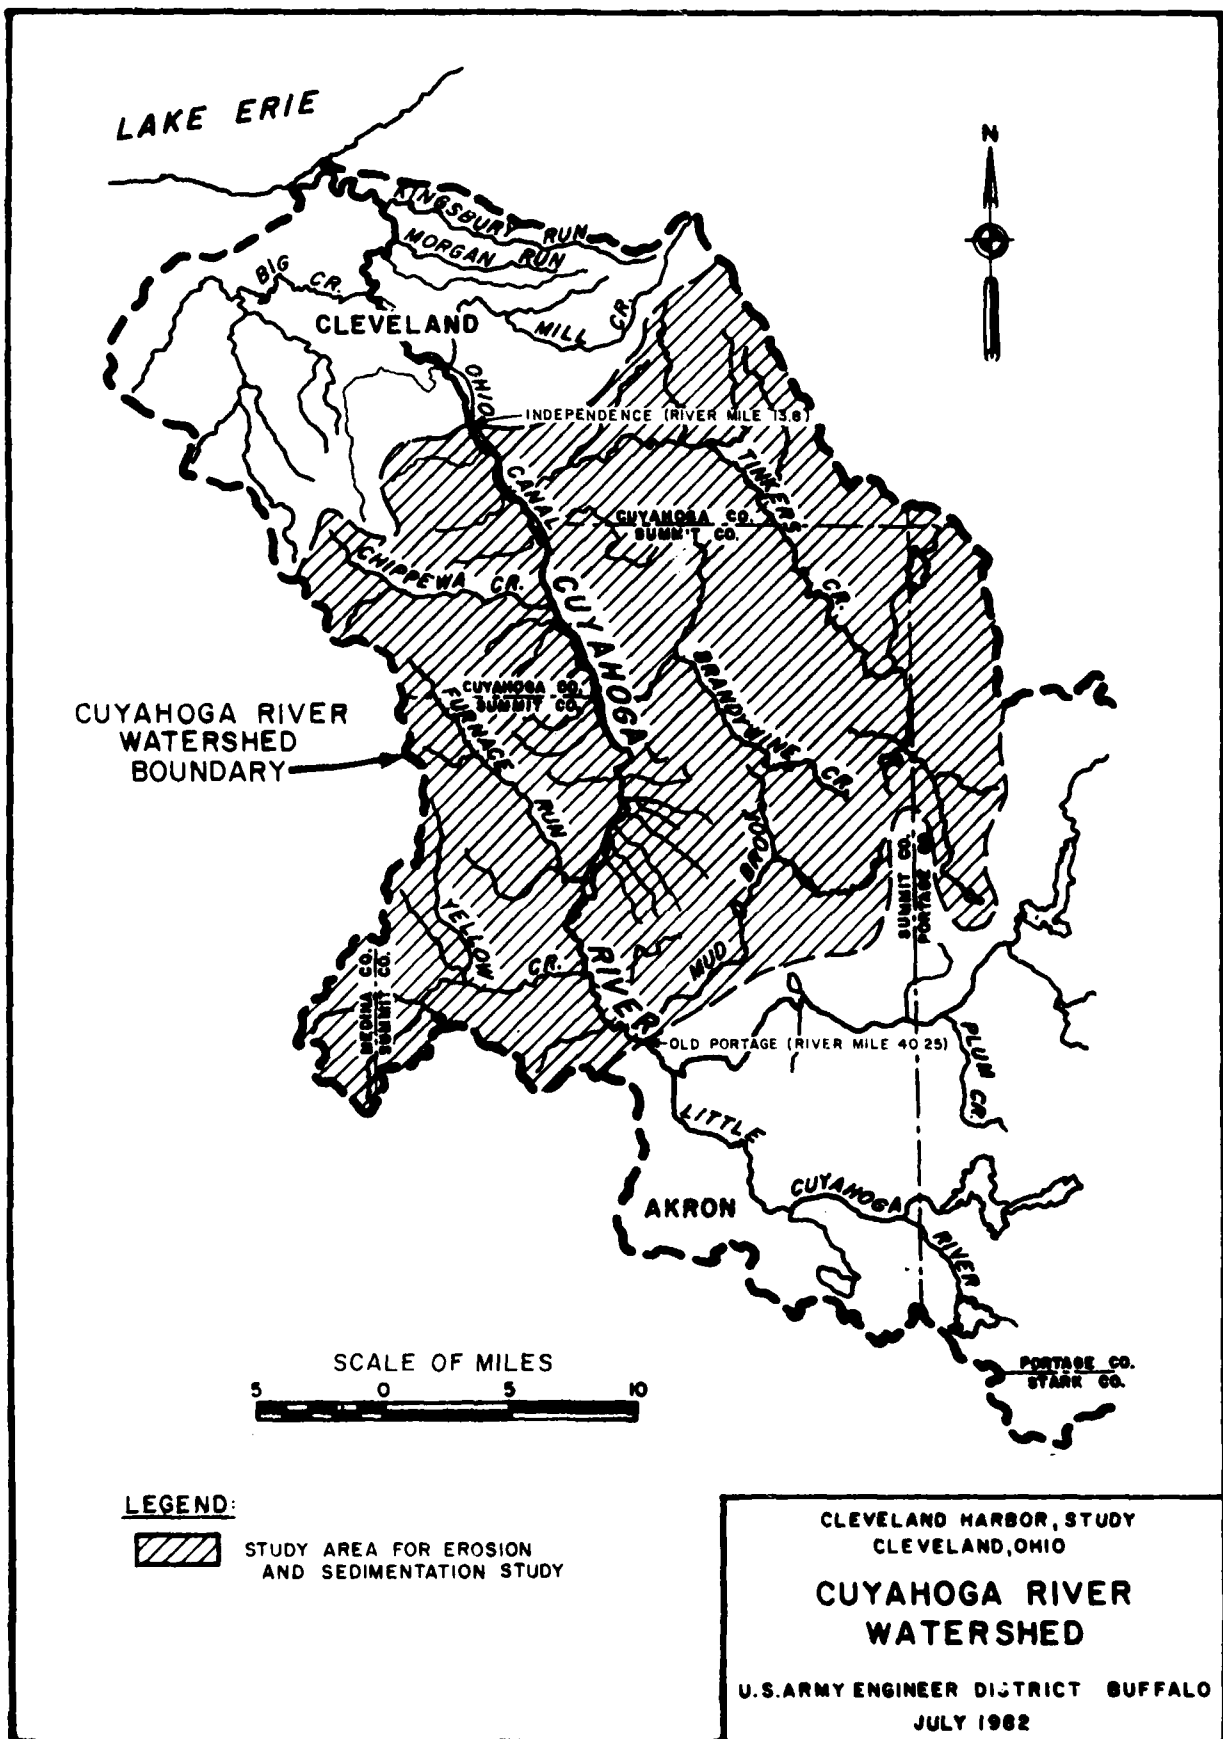 LAKE ERIE
N
KINGSBURY RUN
MORGAN RUN
BIG CR.
MILL CR.
CLEVELAND
OHIO CANAL
INDEPENDENCE (RIVER MILE 13.8)
TINKERS CR.
CUYAHOGA CO.
SUMMIT CO.
CHIPPEWA CR.
CUYAHOGA RIVER
BRANDYWINE CR.
CUYAHOGA CO.
SUMMIT CO.
FURNACE RUN
CUYAHOGA RIVER
WATERSHED
BOUNDARY
SUMMIT CO.
PORTAGE CO.
MUD BROOK
YELLOW CR.
MEDINA CO.
SUMMIT CO.
OLD PORTAGE (RIVER MILE 40.25)
PLUM CR.
LITTLE CUYAHOGA RIVER
AKRON
PORTAGE CO.
STARK CO.
SCALE OF MILES
5 0 5 10
LEGEND:
STUDY AREA FOR EROSION
AND SEDIMENTATION STUDY
CLEVELAND HARBOR, STUDY
CLEVELAND, OHIO
CUYAHOGA RIVER
WATERSHED
U.S. ARMY ENGINEER DISTRICT BUFFALO
JULY 1982